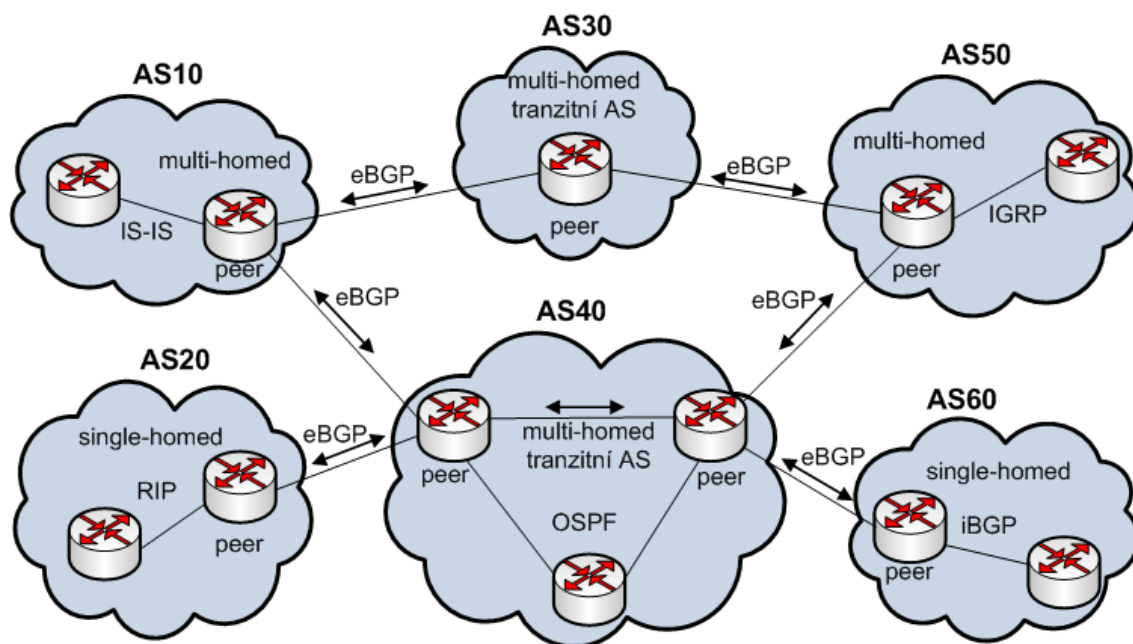 AS30
AS10
AS50
multi-homed
tranzitní AS
multi-homed
multi-homed
eBGP
eBGP
IS-IS
peer
peer
IGRP
peer
eBGP
eBGP
AS40
AS20
AS60
single-homed
eBGP
multi-homed
tranzitní AS
eBGP
single-homed
peer
peer
RIP
OSPF
iBGP
peer
peer